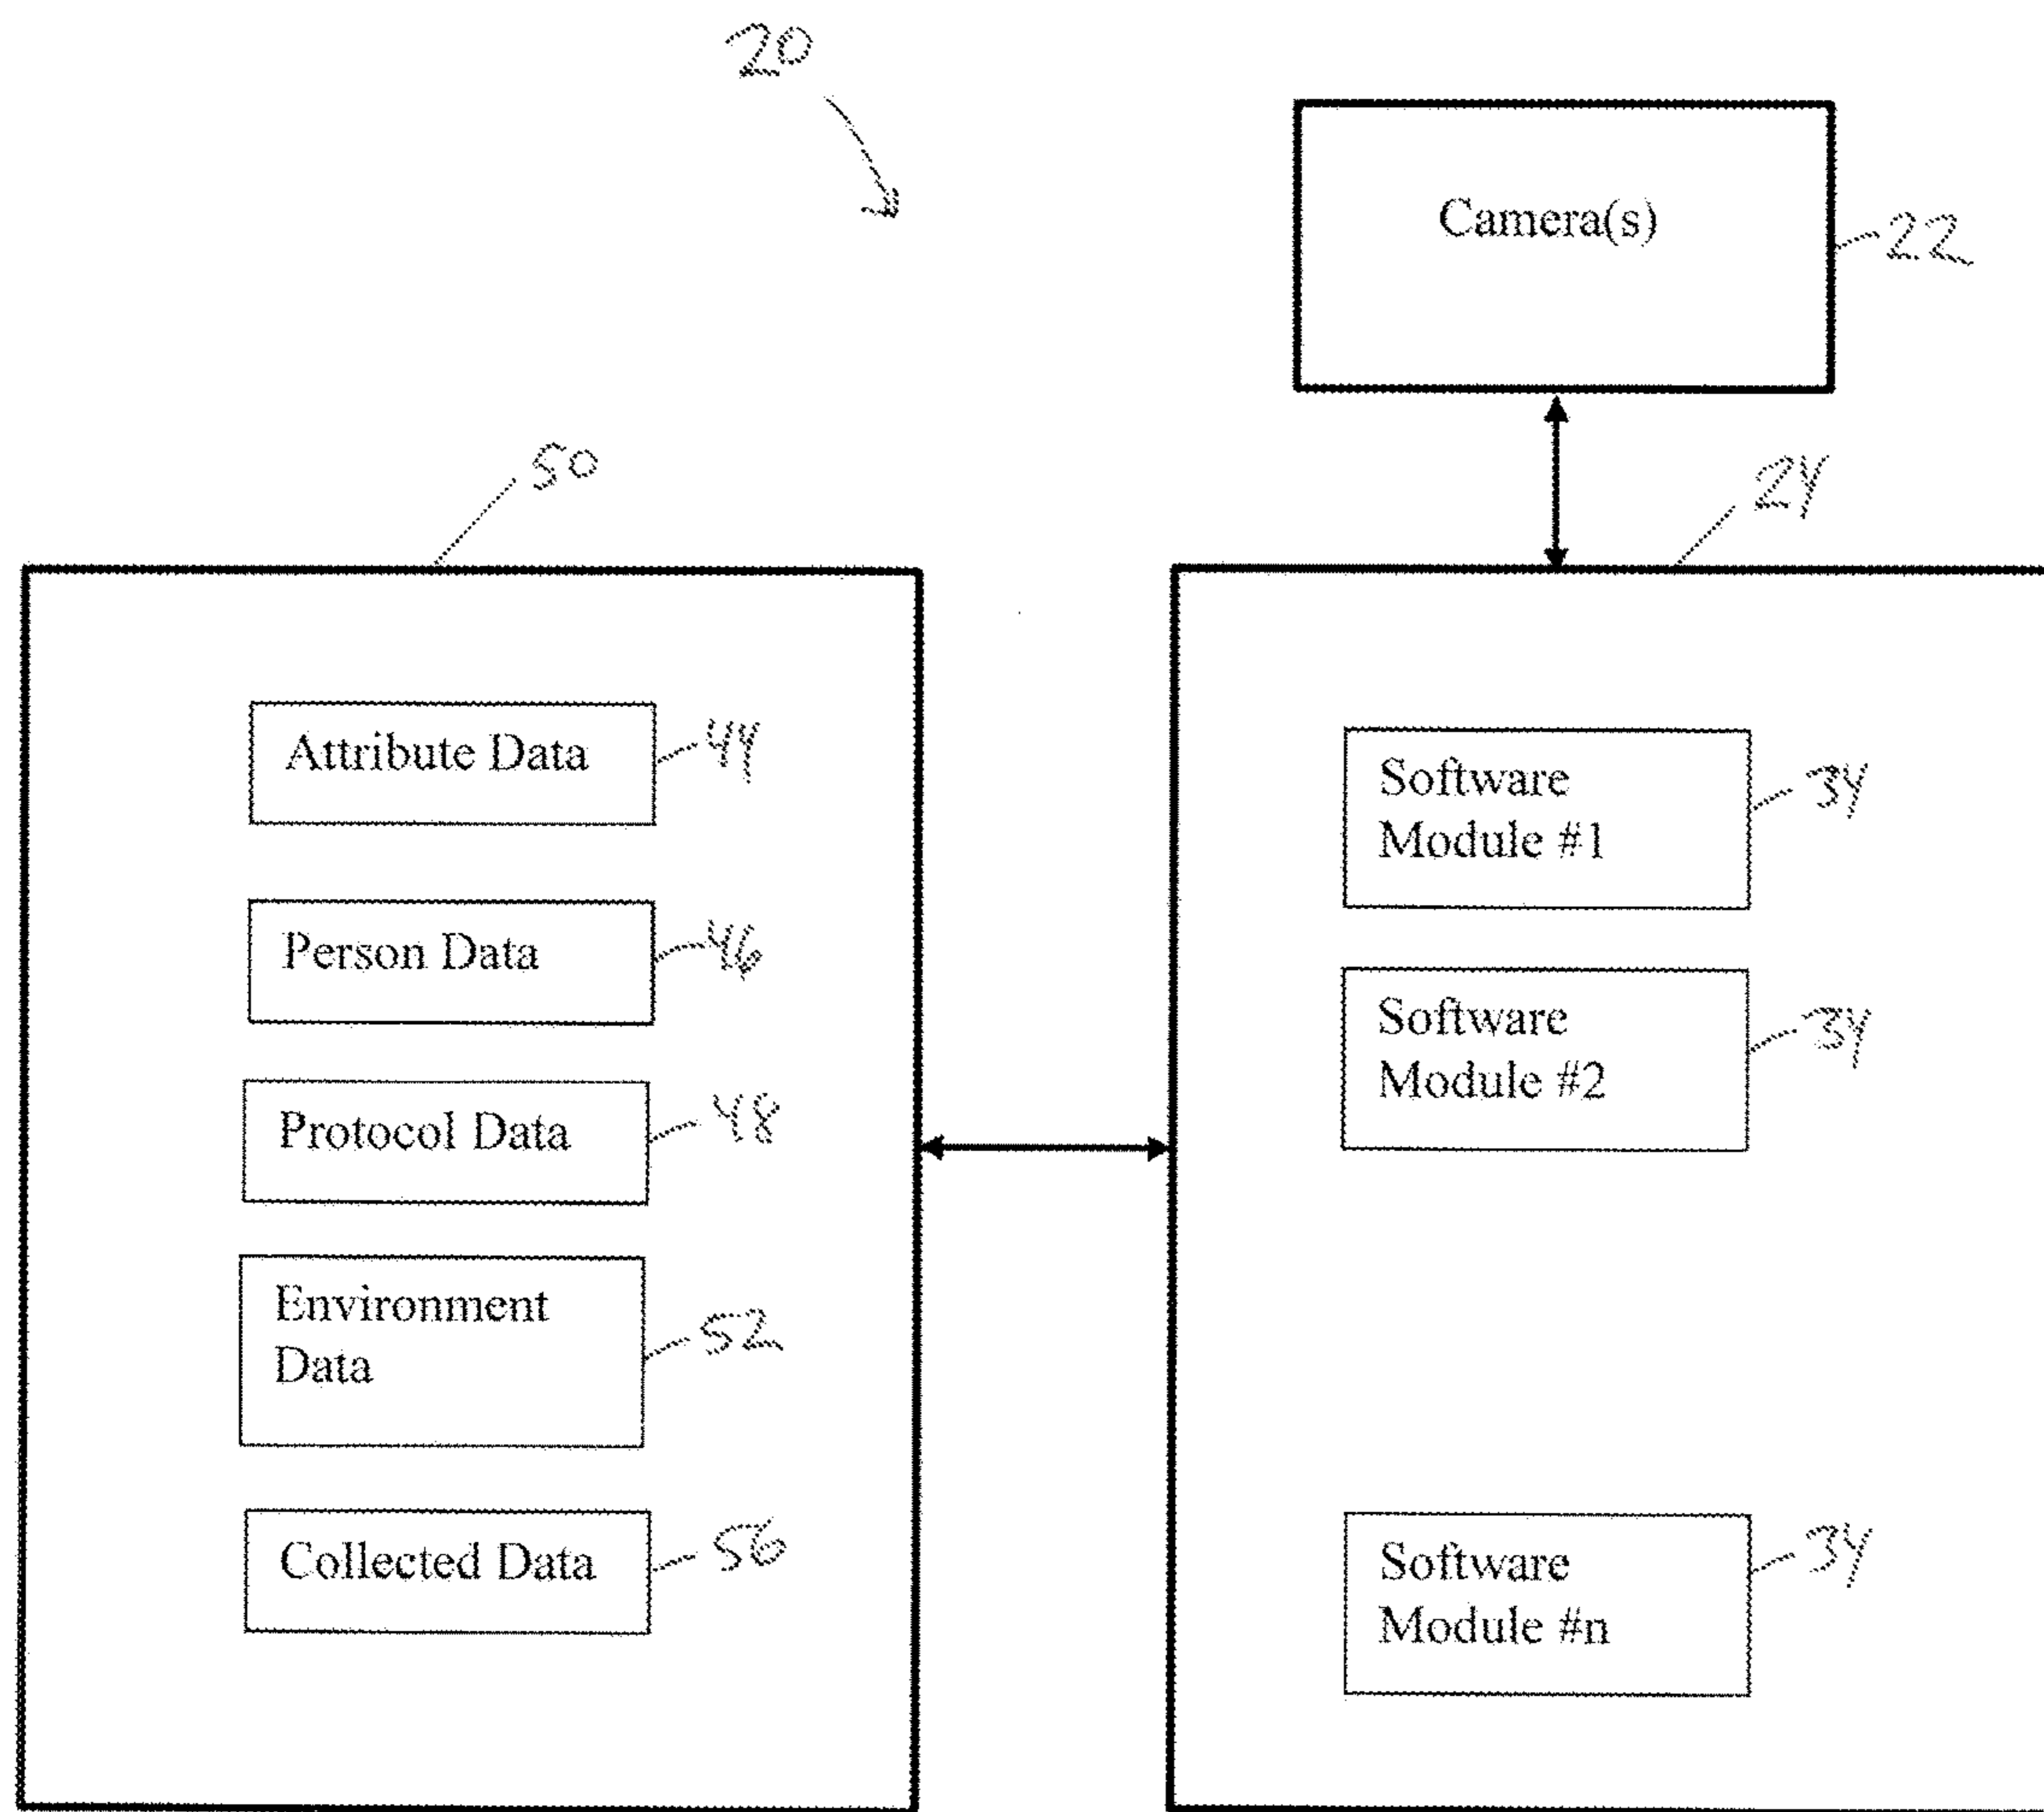 20
Camera(s)
22
50
24
Attribute Data
44
Person Data
46
Protocol Data
48
Environment
Data
52
Collected Data
56
Software
Module #1
34
Software
Module #2
34
Software
Module #n
34